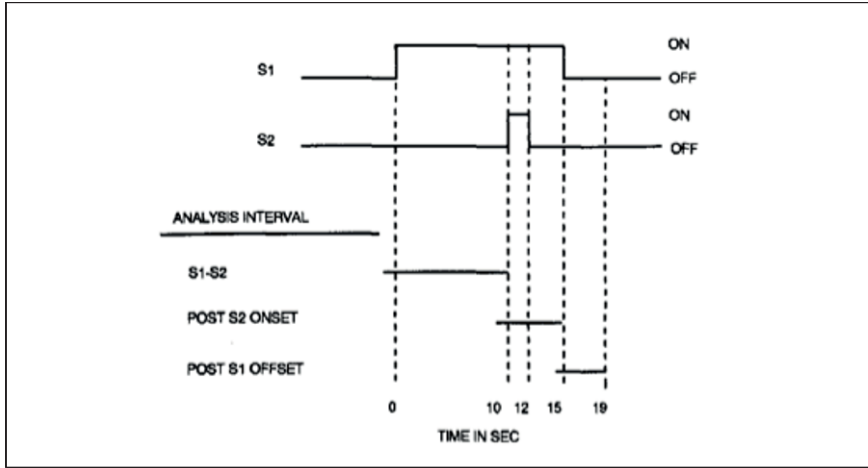 ON
S1
OFF
ON
S2
OFF
ANALYSIS INTERVAL
S1-S2
POST S2 ONSET
POST S1 OFFSET
0 10 12 15 19
TIME IN SEC